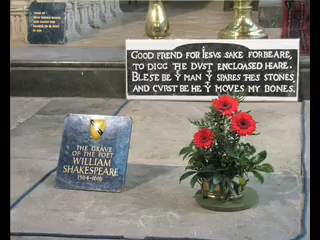 GOOD FREND FOR IESVS SAKE FORBEARE,
TO DIGG THE DVST ENCLOASED HEARE.
BLESE BE Y MAN Y SPARES THES STONES,
AND CVRST BE HE Y MOVES MY BONES.
THE GRAVE
OF THE POET
WILLIAM
SHAKESPEARE
1564-1616